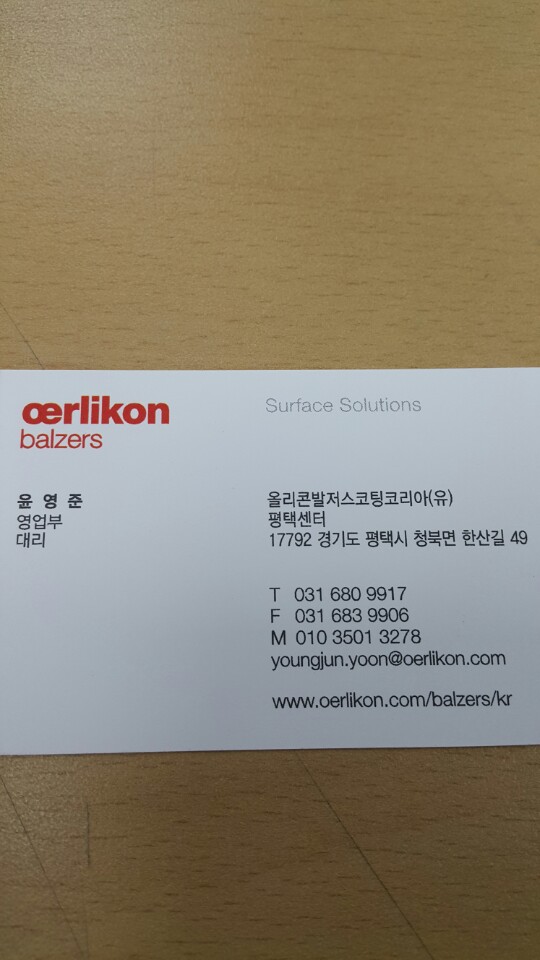 œrlikon
balzers
Surface Solutions
윤 영 준
영업부
대리
올리콘발저스코팅코리아(유)
평택센터
17792 경기도 평택시 청북면 한산길 49
T 031 680 9917
F 031 683 9906
M 010 3501 3278
youngjun.yoon@oerlikon.com
www.oerlikon.com/balzers/kr